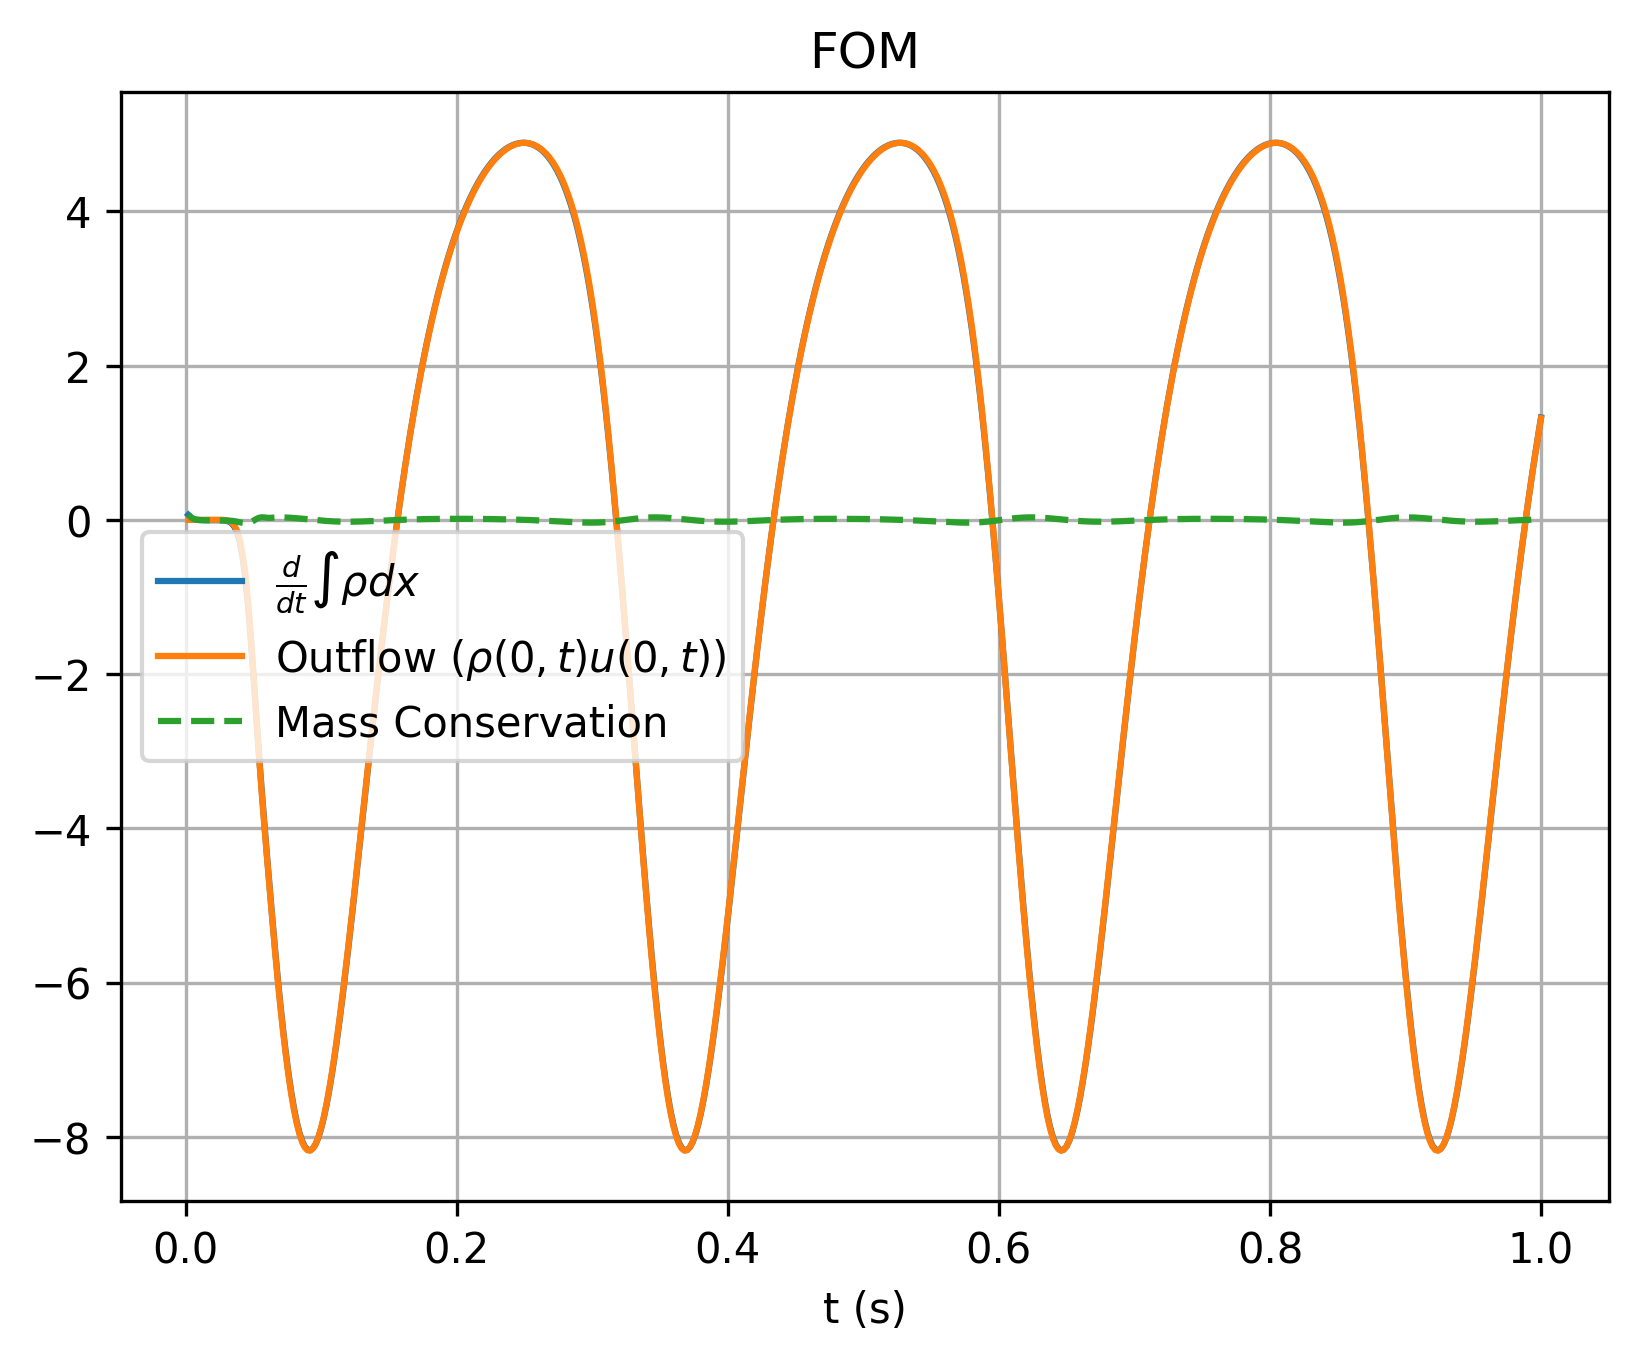 FOM
4
2
0
−2
−4
−6
−8
d/dt ∫ρdx
Outflow (ρ(0, t)u(0, t))
Mass Conservation
0.0 0.2 0.4 0.6 0.8 1.0
t (s)